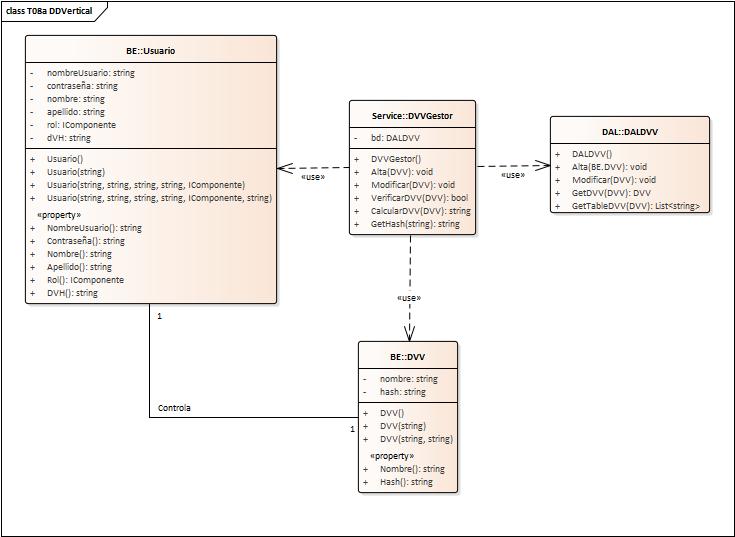 class T08a DDVertical
BE::Usuario
- nombreUsuario: string
- contraseña: string
- nombre: string
- apellido: string
- rol: IComponente
- dVH: string
+ Usuario()
+ Usuario(string)
+ Usuario(string, string, string, string, IComponente)
+ Usuario(string, string, string, string, IComponente, string)
«property»
+ NombreUsuario(): string
+ Contraseña(): string
+ Nombre(): string
+ Apellido(): string
+ Rol(): IComponente
+ DVH(): string
«use»
Service::DVVGestor
- bd: DALDVV
+ DVVGestor()
+ Alta(DVV): void
+ Modificar(DVV): void
+ VerificarDVV(DVV): bool
+ CalcularDVV(DVV): string
+ GetHash(string): string
«use»
DAL::DALDVV
+ DALDVV()
+ Alta(BE.DVV): void
+ Modificar(DVV): void
+ GetDVV(DVV): DVV
+ GetTableDVV(DVV): List<string>
«use»
1
Controla
1
BE::DVV
- nombre: string
- hash: string
+ DVV()
+ DVV(string)
+ DVV(string, string)
«property»
+ Nombre(): string
+ Hash(): string